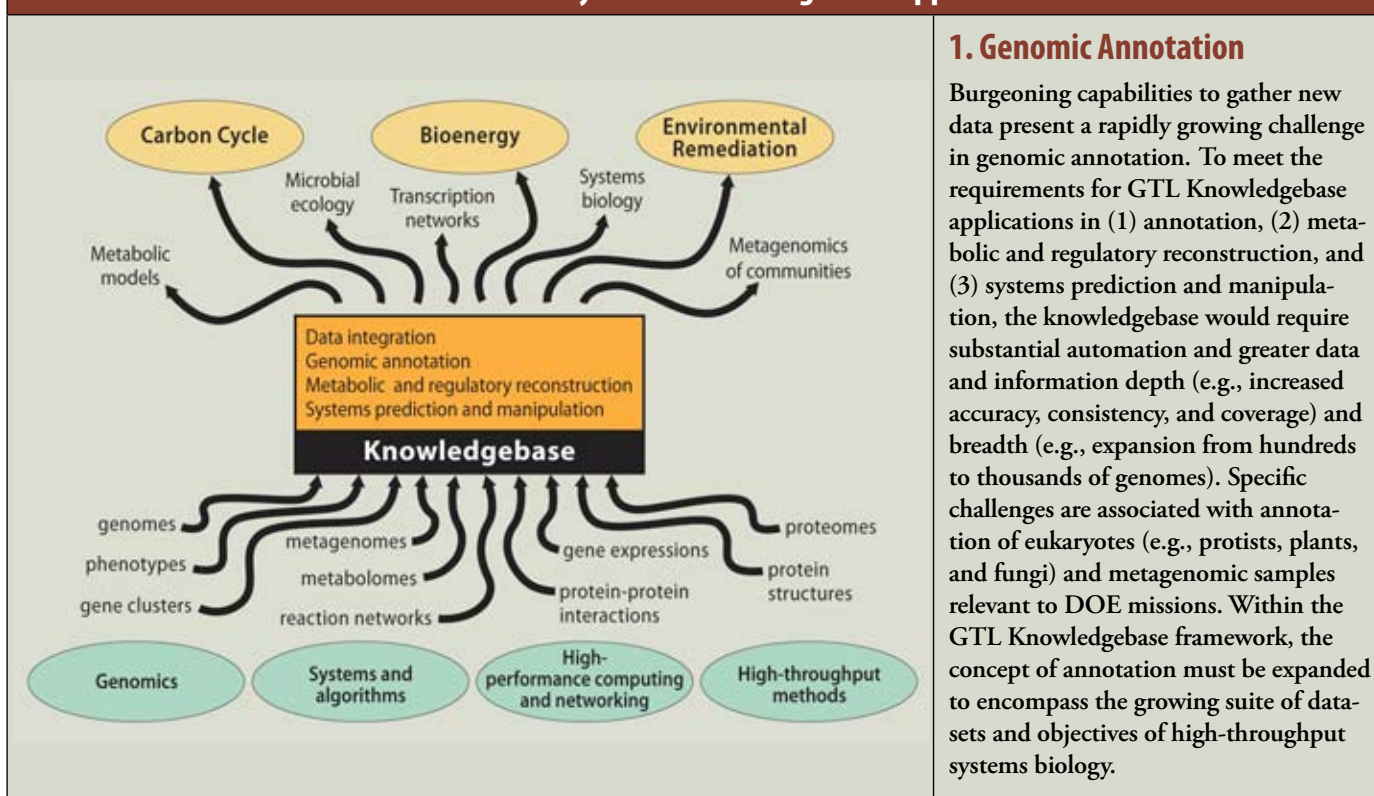 Carbon Cycle
Bioenergy
Environmental
Remediation
Microbial
ecology
Transcription
networks
Systems
biology
Metabolic
models
Metagenomics
of communities
Data integration
Genomic annotation
Metabolic and regulatory reconstruction
Systems prediction and manipulation
Knowledgebase
genomes
phenotypes
gene clusters
metagenomes
metabolomes
reaction networks
gene expressions
protein-protein
interactions
proteomes
protein
structures
Genomics
Systems and
algorithms
High-
performance computing
and networking
High-throughput
methods
1. Genomic Annotation
Burgeoning capabilities to gather new
data present a rapidly growing challenge
in genomic annotation. To meet the
requirements for GTL Knowledgebase
applications in (1) annotation, (2) meta-
bolic and regulatory reconstruction, and
(3) systems prediction and manipula-
tion, the knowledgebase would require
substantial automation and greater data
and information depth (e.g., increased
accuracy, consistency, and coverage) and
breadth (e.g., expansion from hundreds
to thousands of genomes). Specific
challenges are associated with annota-
tion of eukaryotes (e.g., protists, plants,
and fungi) and metagenomic samples
relevant to DOE missions. Within the
GTL Knowledgebase framework, the
concept of annotation must be expanded
to encompass the growing suite of data-
sets and objectives of high-throughput
systems biology.